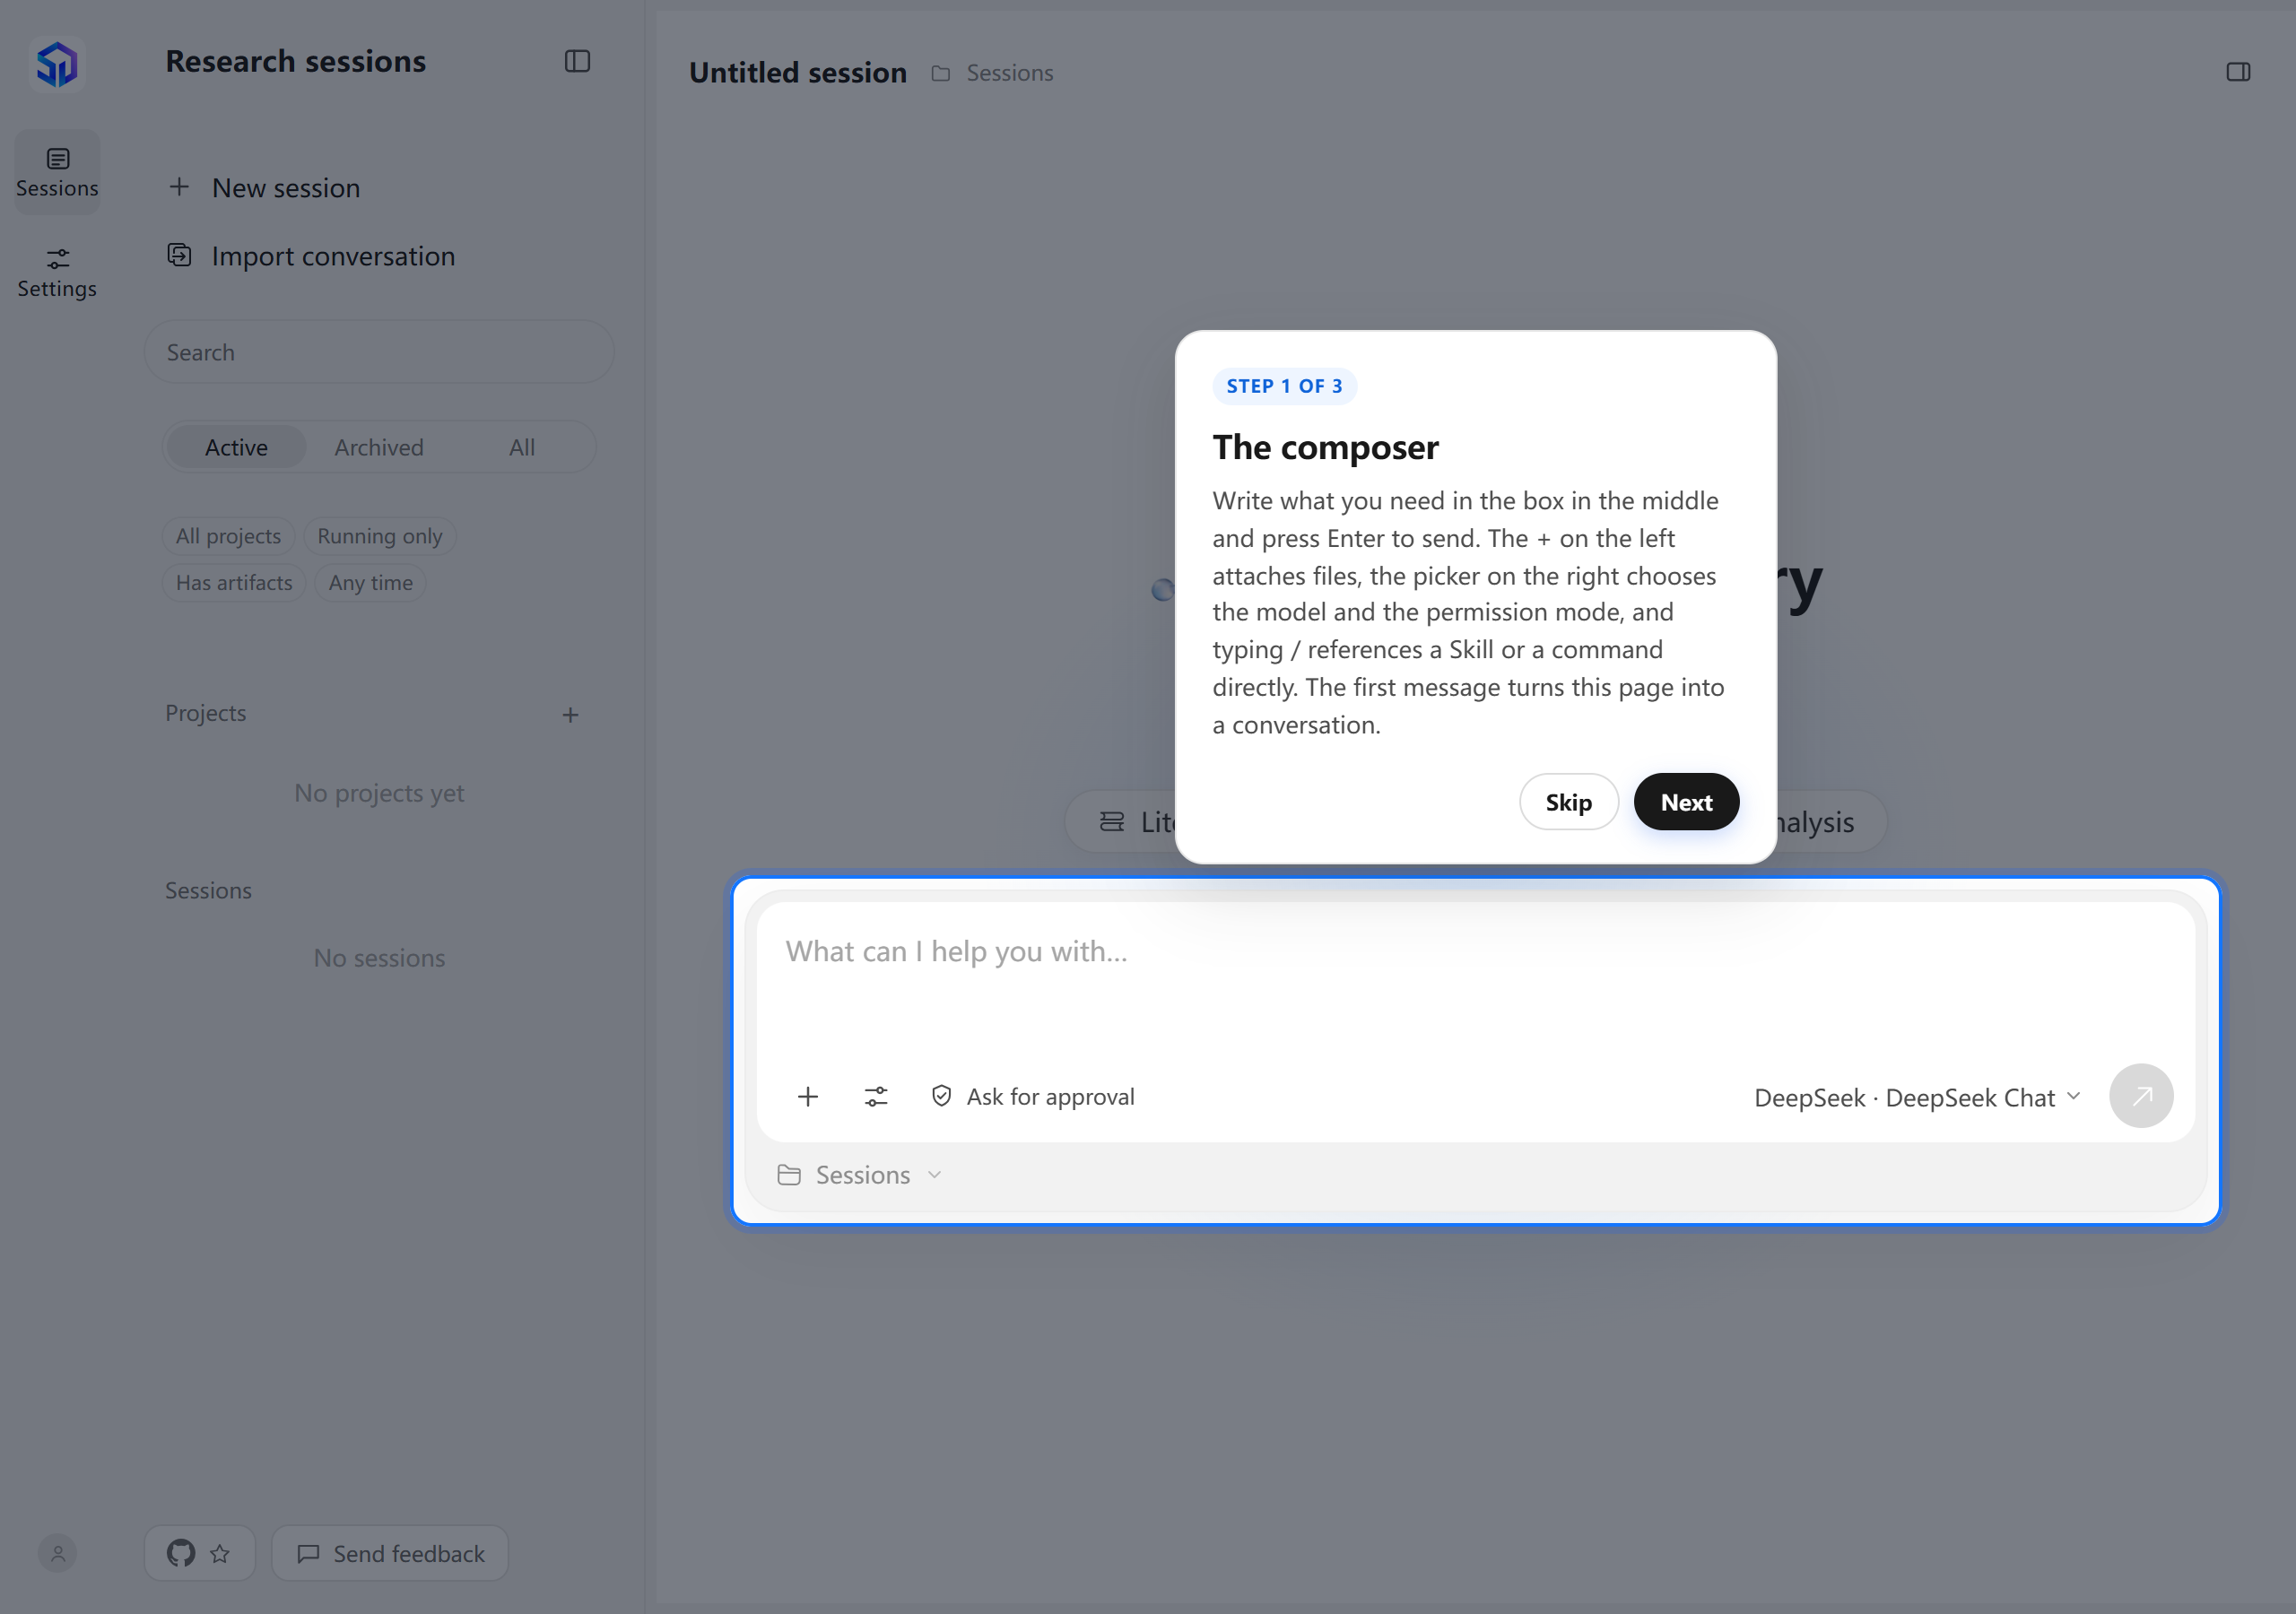 Research sessions
Sessions
Settings
New session
Import conversation
Search
Active
Archived
All
All projects
Running only
Has artifacts
Any time
Projects
No projects yet
Sessions
No sessions
Send feedback
Untitled session
Sessions
STEP 1 OF 3
The composer
Write what you need in the box in the middle
and press Enter to send. The + on the left
attaches files, the picker on the right chooses
the model and the permission mode, and
typing / references a Skill or a command
directly. The first message turns this page into
a conversation.
Skip
Next
What can I help you with...
Ask for approval
DeepSeek · DeepSeek Chat
Sessions